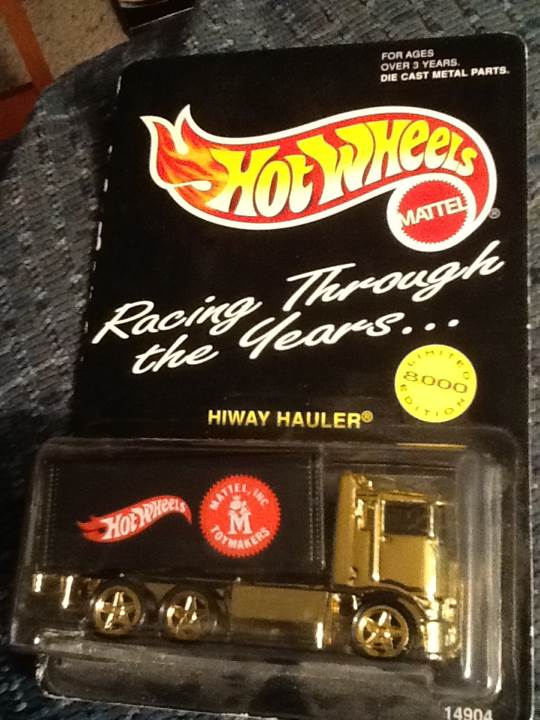 FOR AGES
OVER 3 YEARS.
DIE CAST METAL PARTS.
HOT WHEELS
MATTEL
®
Racing Through
the Years...
LIMITED
8000
EDITION
HIWAY HAULER®
HOT WHEELS
MATTEL, INC.
M
TOYMAKERS
14904